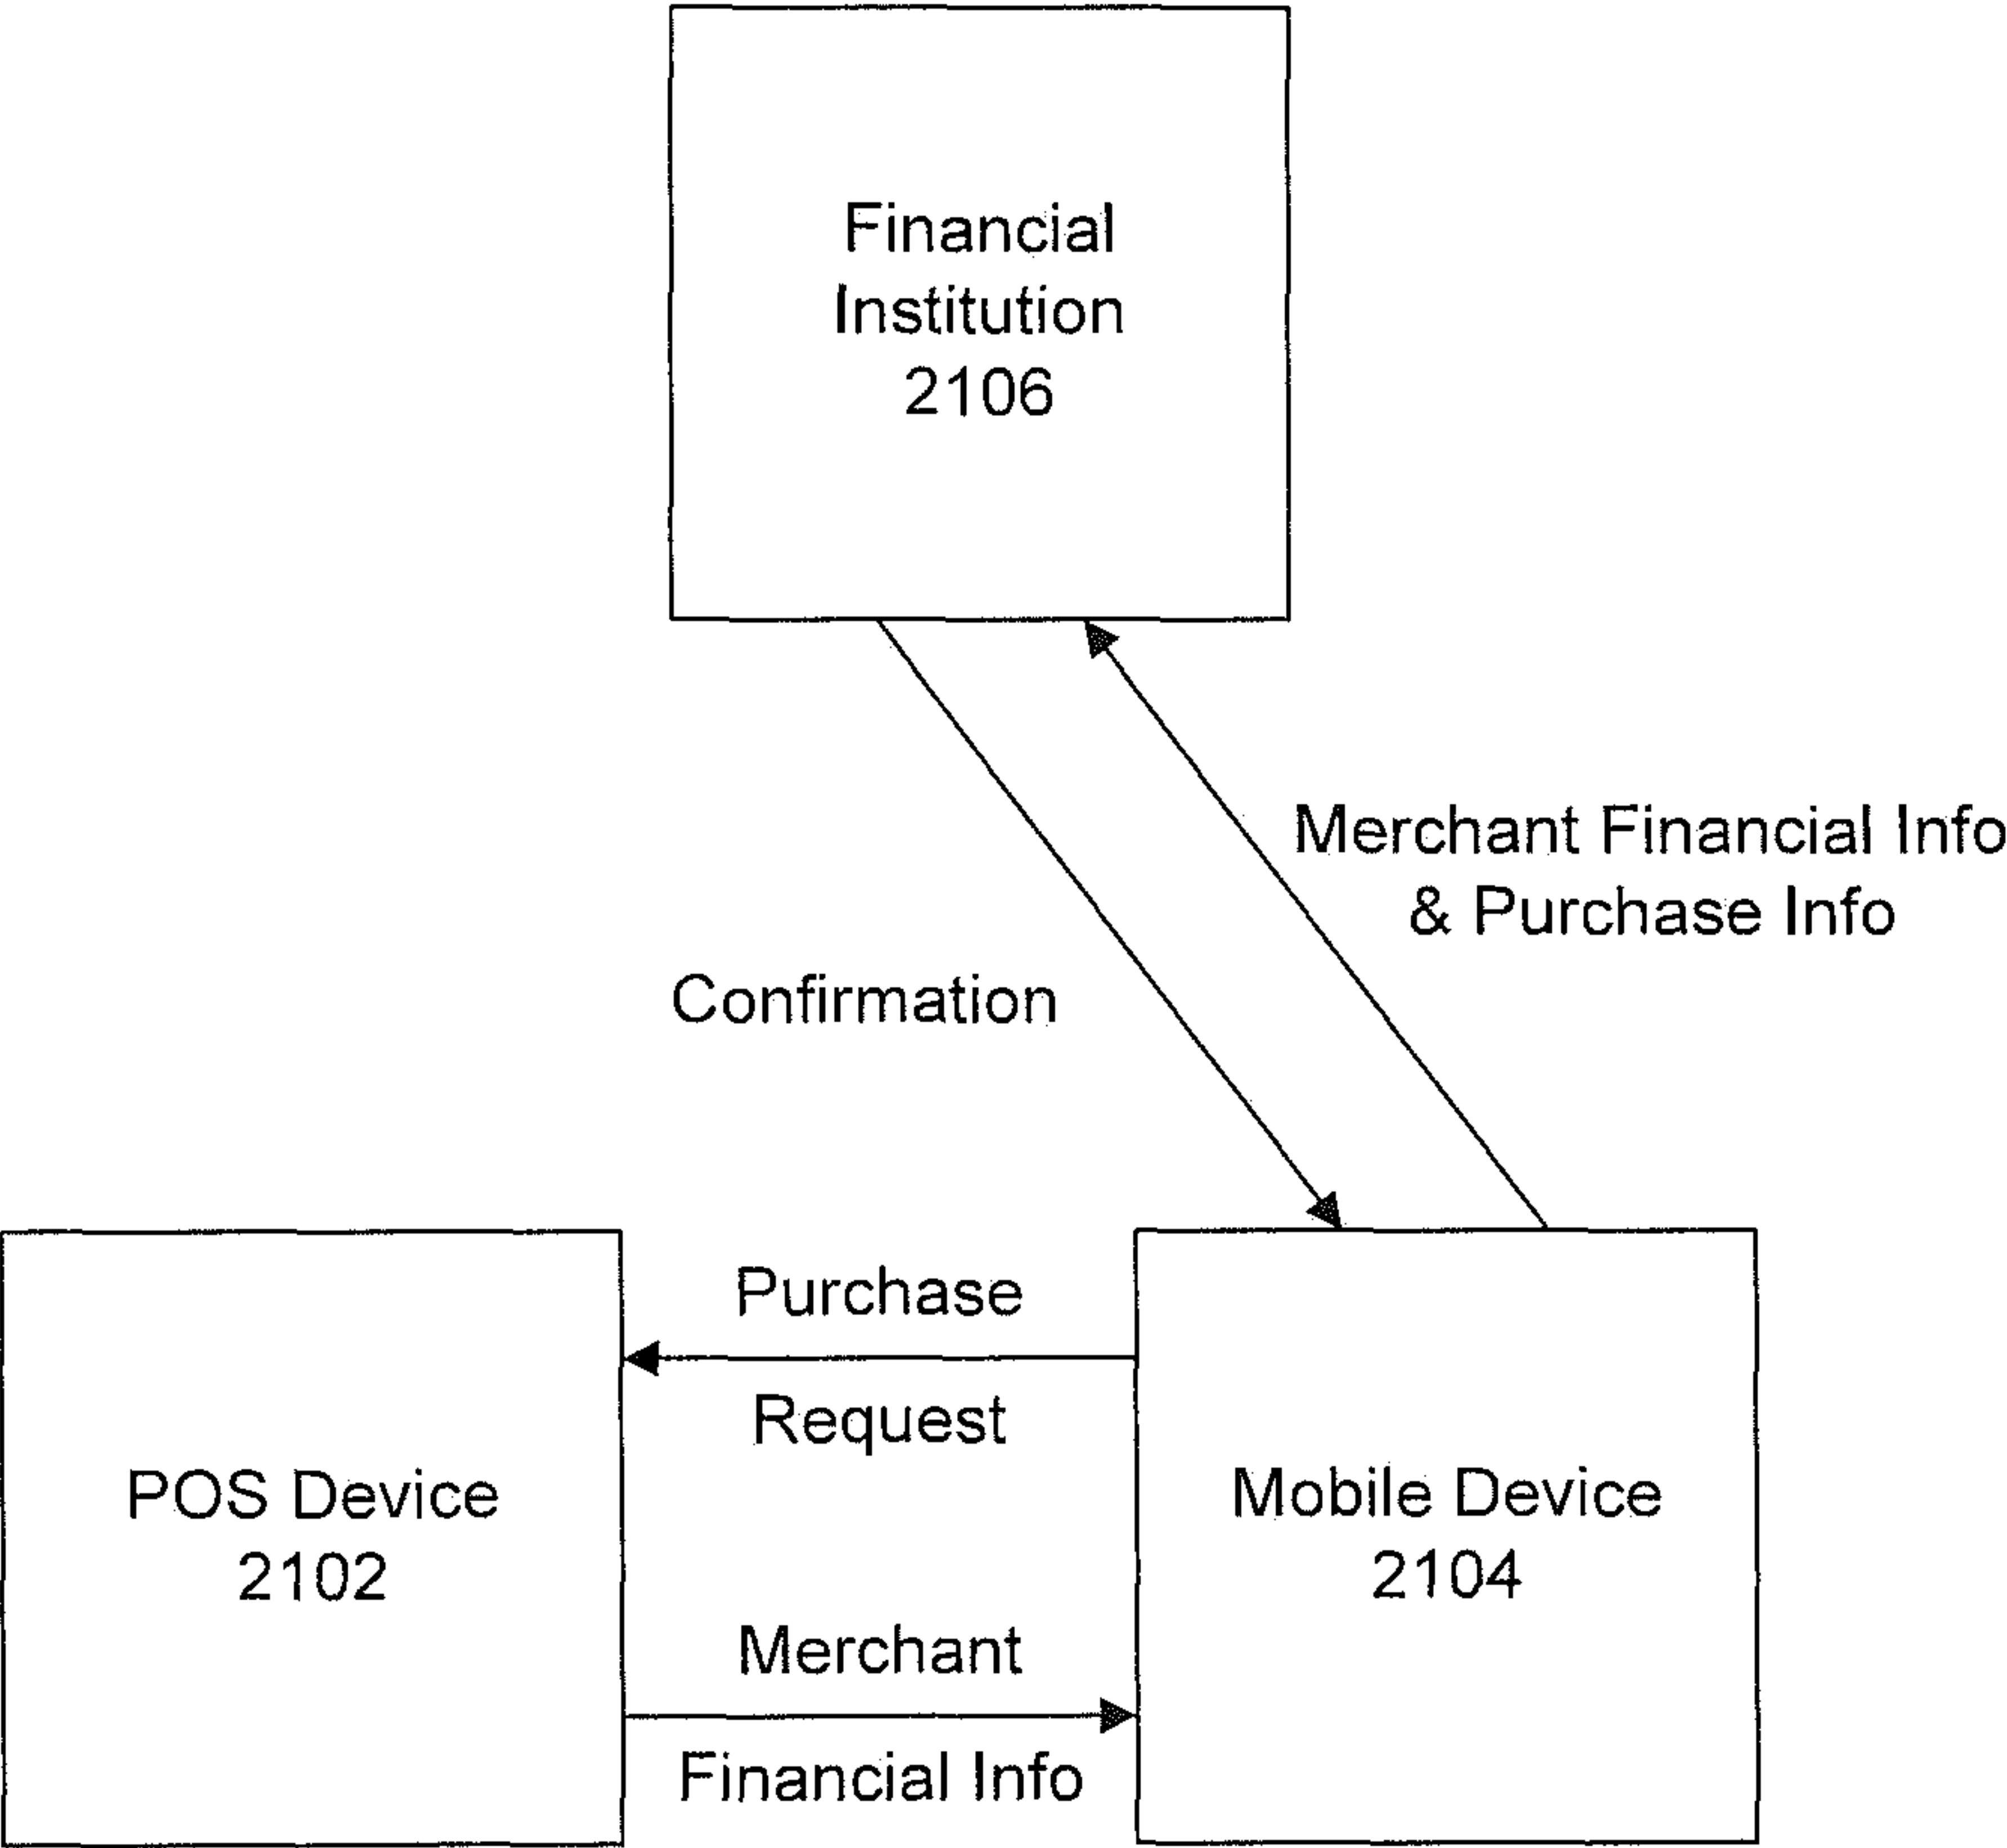 Financial
Institution
2106
Merchant Financial Info
& Purchase Info
Confirmation
Purchase
Request
POS Device
2102
Mobile Device
2104
Merchant
Financial Info